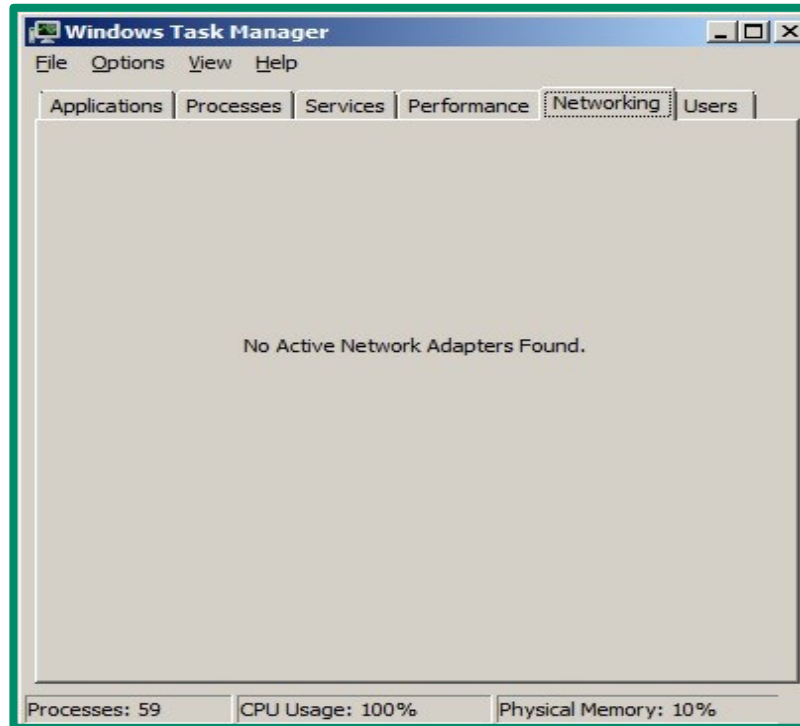 Windows Task Manager
File Options View Help
Applications Processes Services Performance Networking Users
No Active Network Adapters Found.
Processes: 59 CPU Usage: 100% Physical Memory: 10%